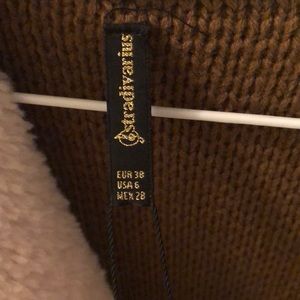 stradivarius
EUR 38
USA 6
MEX 28